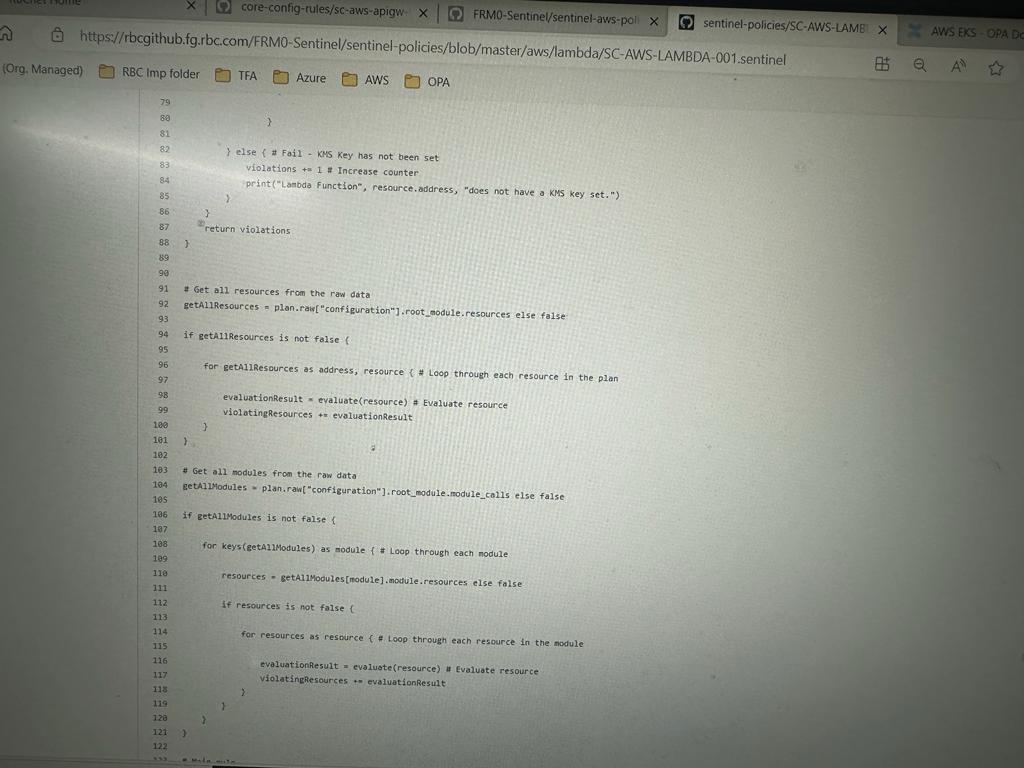 core-config-rules/sc-aws-apigw-
FRM0-Sentinel/sentinel-aws-poli
sentinel-policies/SC-AWS-LAMB
AWS EKS - OPA Do
https://rbcgithub.fg.rbc.com/FRM0-Sentinel/sentinel-policies/blob/master/aws/lambda/SC-AWS-LAMBDA-001.sentinel
(Org. Managed)
RBC Imp folder
TFA
Azure
AWS
OPA
79
80 }
81
82 } else { # Fail - KMS Key has not been set
83 violations += 1 # Increase counter
84 print("Lambda Function", resource.address, "does not have a KMS key set.")
85 }
86 }
87 return violations
88 }
89
90
91 # Get all resources from the raw data
92 getAllResources = plan.raw["configuration"].root_module.resources else false
93
94 if getAllResources is not false {
95
96 for getAllResources as address, resource { # Loop through each resource in the plan
97
98 evaluationResult = evaluate(resource) # Evaluate resource
99 violatingResources += evaluationResult
100 }
101 }
102
103 # Get all modules from the raw data
104 getAllModules = plan.raw["configuration"].root_module.module_calls else false
105
106 if getAllModules is not false {
107
108 for keys(getAllModules) as module { # Loop through each module
109
110 resources = getAllModules[module].module.resources else false
111
112 if resources is not false {
113
114 for resources as resource { # Loop through each resource in the module
115
116 evaluationResult = evaluate(resource) # Evaluate resource
117 violatingResources += evaluationResult
118 }
119 }
120 }
121 }
122